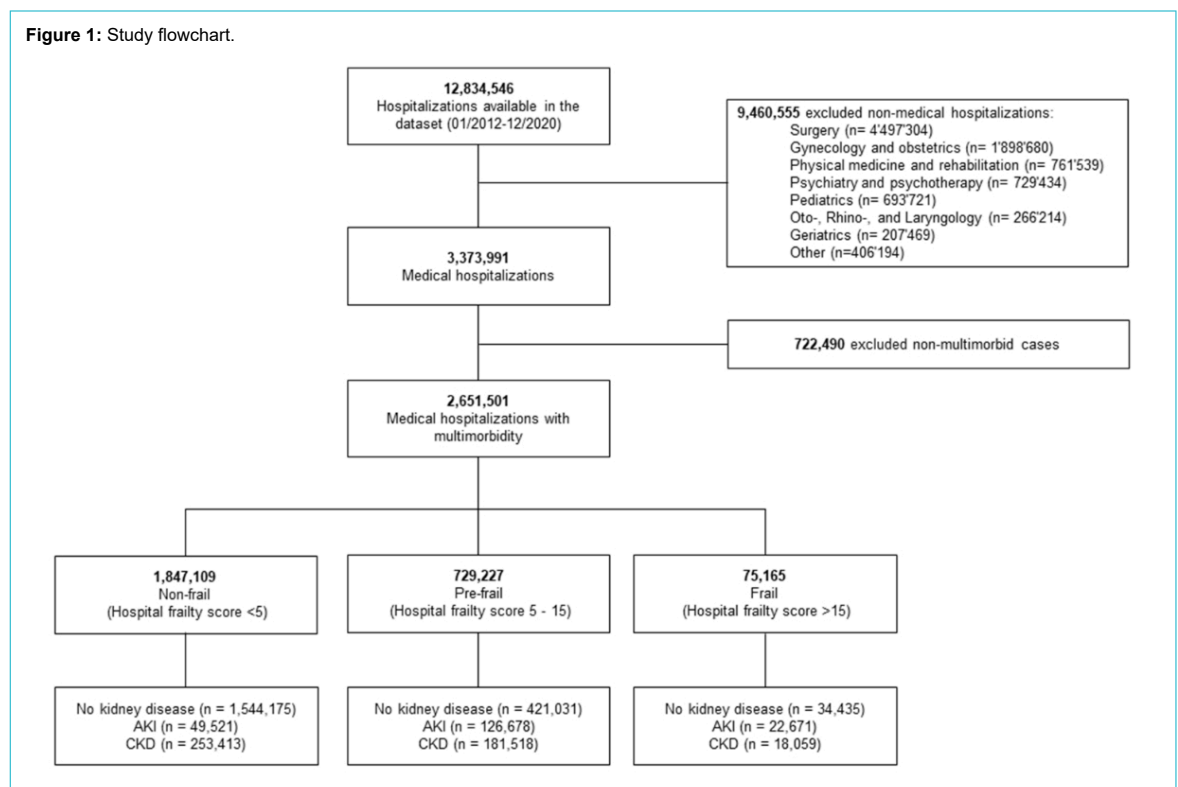 Figure 1: Study flowchart.
12,834,546
Hospitalizations available in the
dataset (01/2012-12/2020)
9,460,555 excluded non-medical hospitalizations:
Surgery (n= 4'497'304)
Gynecology and obstetrics (n= 1'898'680)
Physical medicine and rehabilitation (n= 761'539)
Psychiatry and psychotherapy (n= 729'434)
Pediatrics (n= 693'721)
Oto-, Rhino-, and Laryngology (n= 266'214)
Geriatrics (n= 207'469)
Other (n=406'194)
3,373,991
Medical hospitalizations
722,490 excluded non-multimorbid cases
2,651,501
Medical hospitalizations with
multimorbidity
1,847,109
Non-frail
(Hospital frailty score <5)
729,227
Pre-frail
(Hospital frailty score 5 - 15)
75,165
Frail
(Hospital frailty score >15)
No kidney disease (n = 1,544,175)
AKI (n = 49,521)
CKD (n = 253,413)
No kidney disease (n = 421,031)
AKI (n = 126,678)
CKD (n = 181,518)
No kidney disease (n = 34,435)
AKI (n = 22,671)
CKD (n = 18,059)